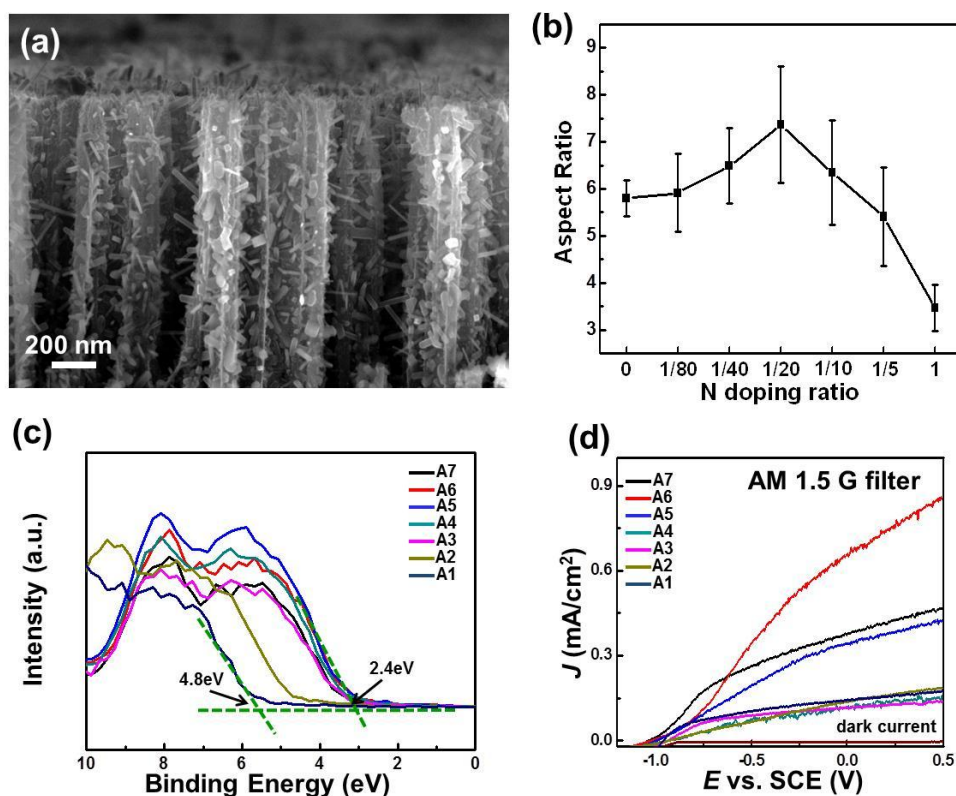 (a)
200 nm
(b)
Aspect Ratio
8
7
6
5
4
3
0 1/80 1/40 1/20 1/10 1/5 1
N doping ratio
(c)
A7
A6
A5
A4
A3
A2
A1
Intensity (a.u.)
4.8eV
2.4eV
10 8 6 4 2 0
Binding Energy (eV)
(d)
AM 1.5 G filter
A7
A6
A5
A4
A3
A2
A1
J (mA/cm2)
0.9
0.6
0.3
0.0
dark current
-1.0 -0.5 0.0 0.5
E vs. SCE (V)